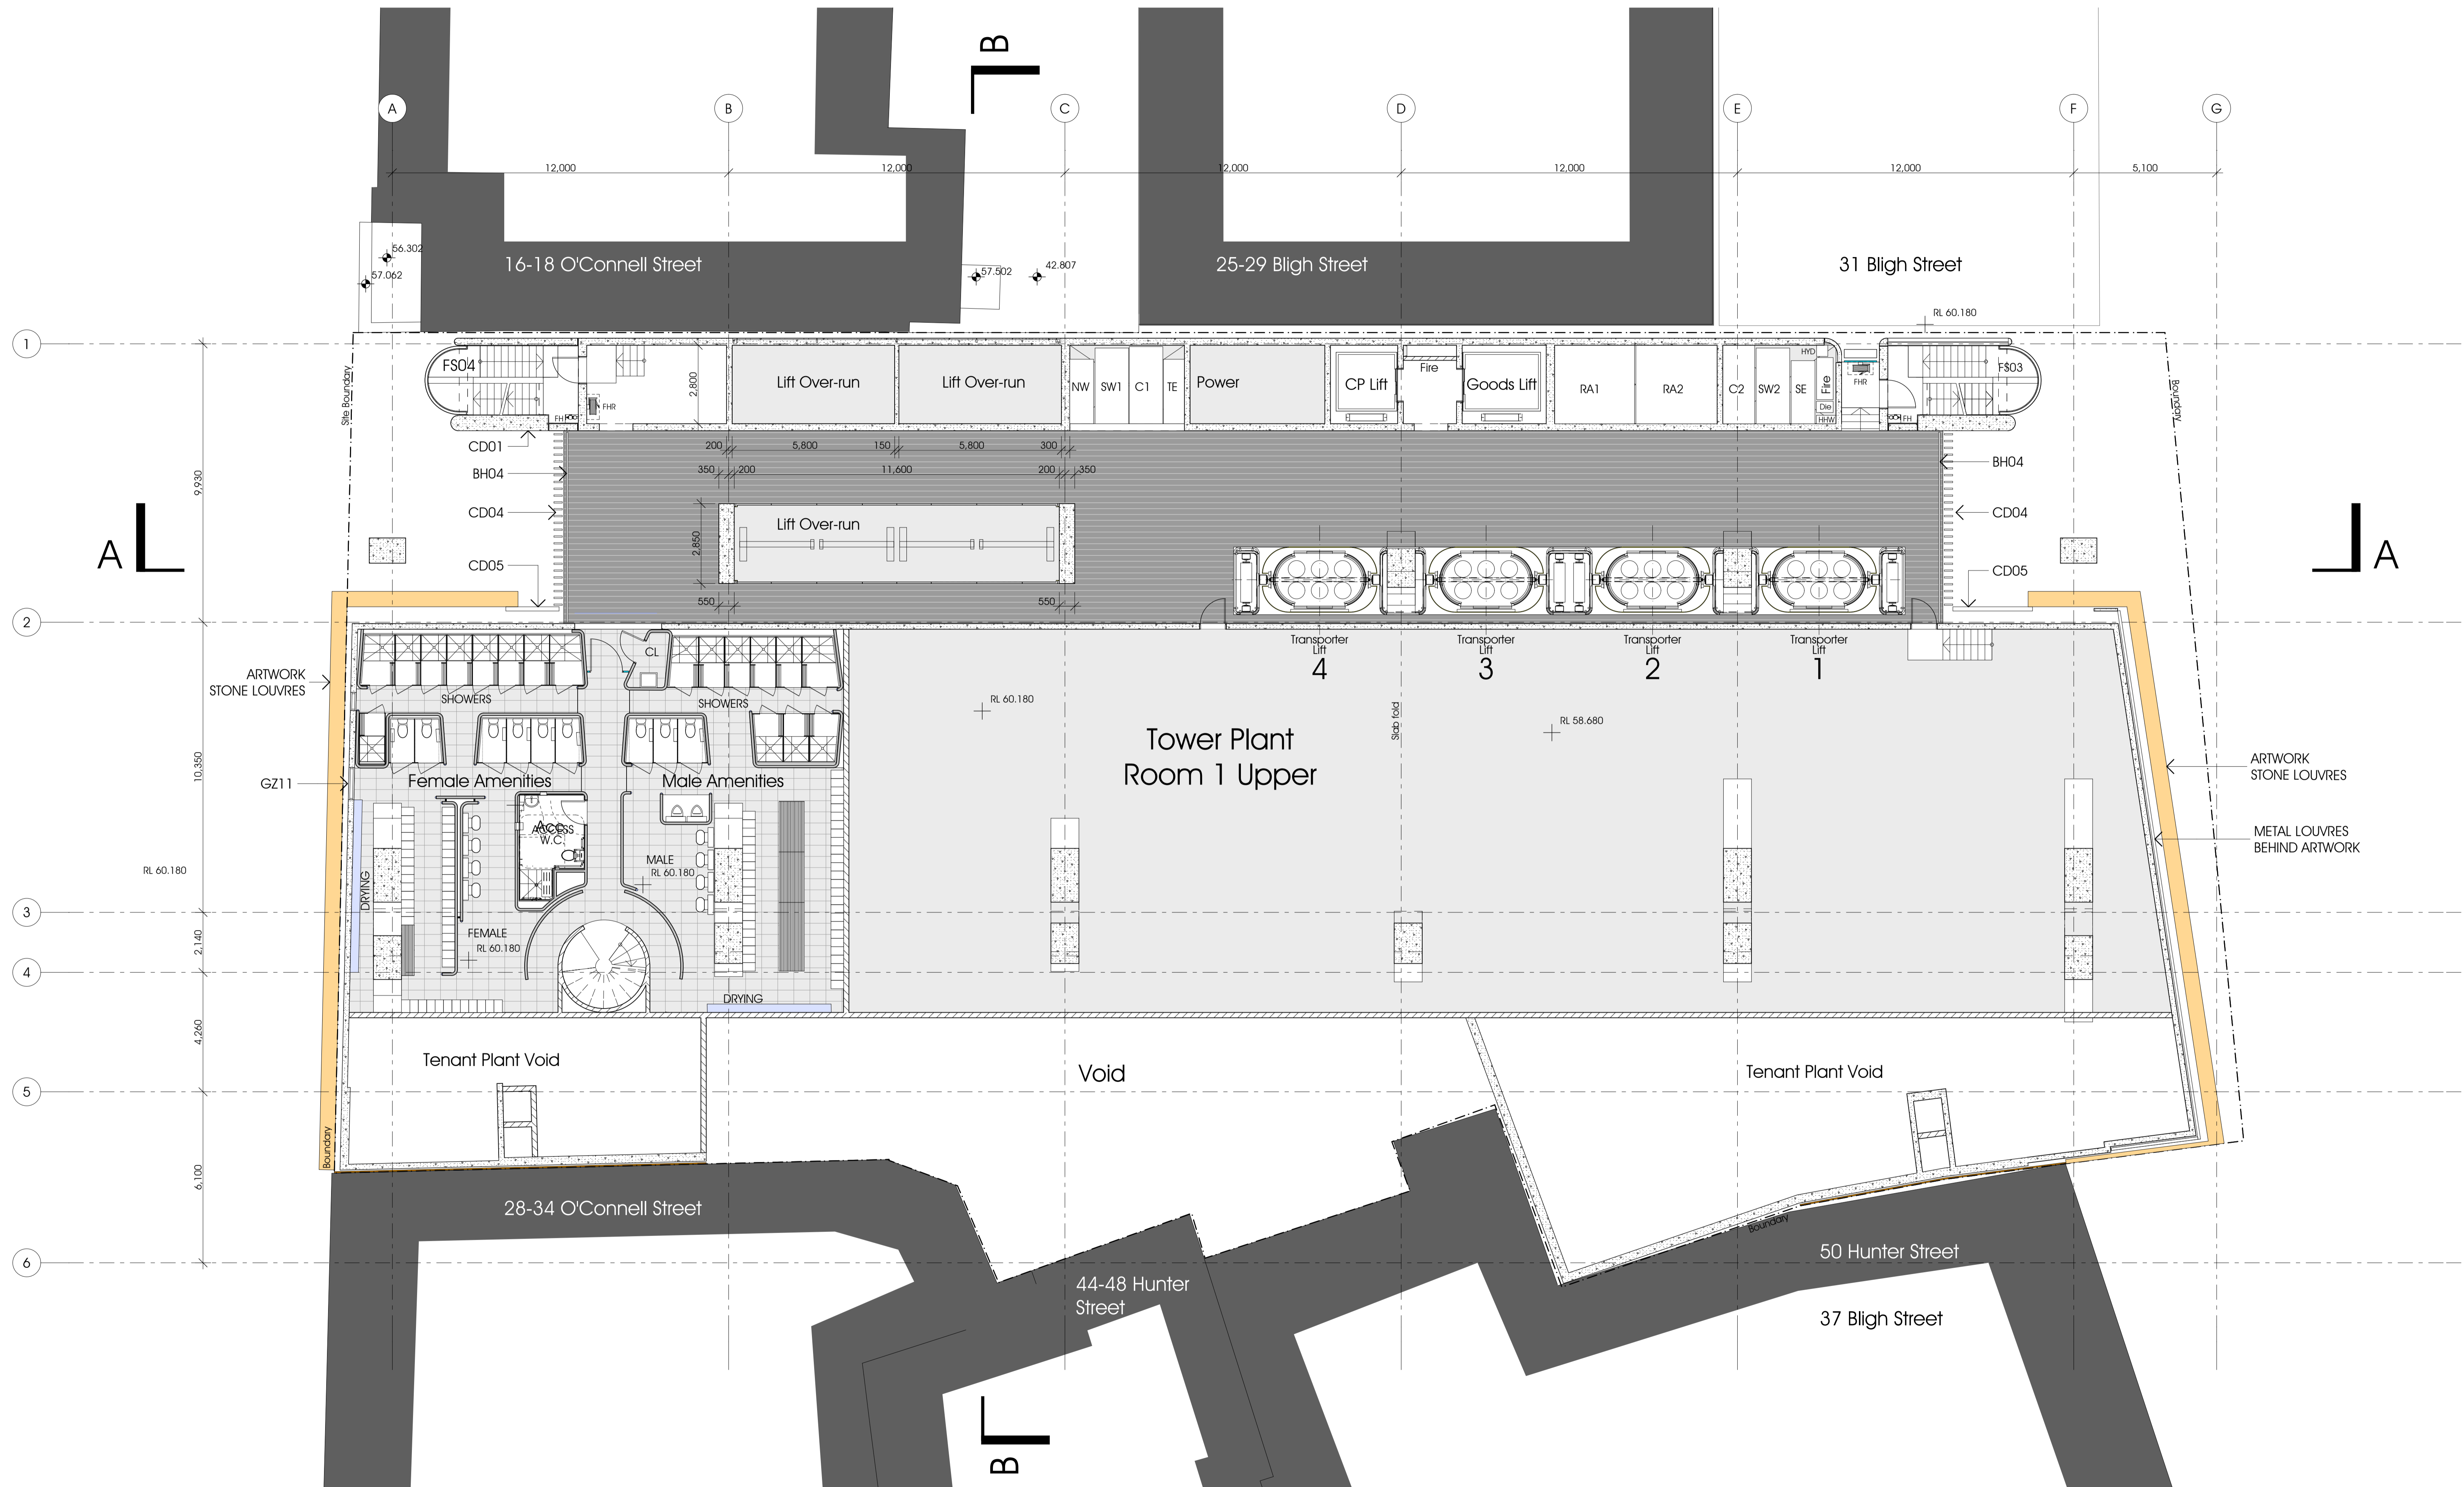 B
A
B
C
D
E
F
G
12,000
12,000
12,000
12,000
12,000
5,100
56.302
57.062
57.502
42.807
16-18 O'Connell Street
25-29 Bligh Street
31 Bligh Street
RL 60.180
1
FS04
FHR
FH
2,800
Lift Over-run
Lift Over-run
NW
SW1
C1
TE
Power
CP Lift
Fire
Goods Lift
RA1
RA2
C2
SW2
SE
HYD
Fire
Die
HHW
FHR
FH
FS03
Site Boundary
Boundary
CD01
BH04
CD04
CD05
200
5,800
150
5,800
300
350
200
11,600
200
350
Lift Over-run
2,850
550
550
BH04
CD04
CD05
9,930
A
A
2
Transporter
Lift
4
Transporter
Lift
3
Transporter
Lift
2
Transporter
Lift
1
ARTWORK
STONE LOUVRES
CL
SHOWERS
SHOWERS
RL 60.180
Slab fold
RL 58.680
Tower Plant
Room 1 Upper
10,350
GZ11
Female Amenities
Male Amenities
ARTWORK
STONE LOUVRES
METAL LOUVRES
BEHIND ARTWORK
Acc
ACCESS
W.C
MALE
RL 60.180
RL 60.180
DRYING
3
FEMALE
RL 60.180
2,140
4
DRYING
4,260
Tenant Plant Void
Void
Tenant Plant Void
5
Boundary
6,100
28-34 O'Connell Street
Boundary
50 Hunter Street
6
44-48 Hunter
Street
37 Bligh Street
B